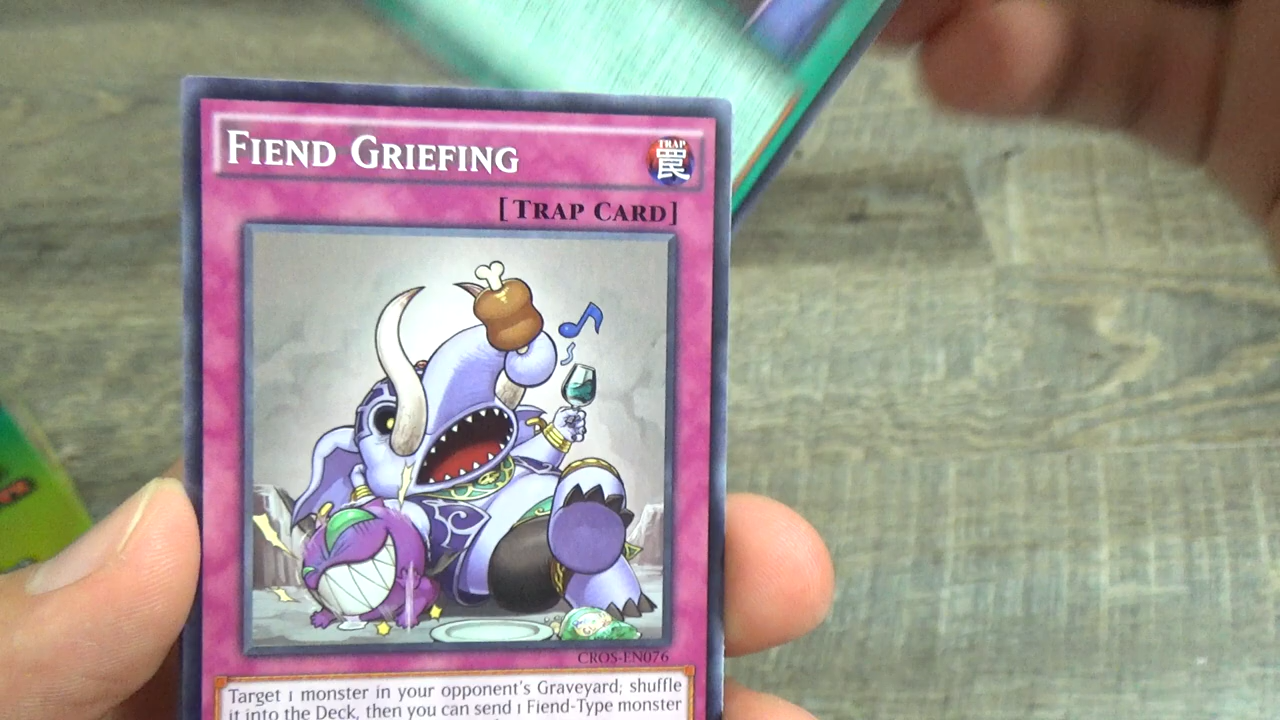 FIEND GRIEFING
TRAP
罠
[TRAP CARD]
CROS-EN076
Target 1 monster in your opponent's Graveyard; shuffle
it into the Deck, then you can send 1 Fiend-Type monster